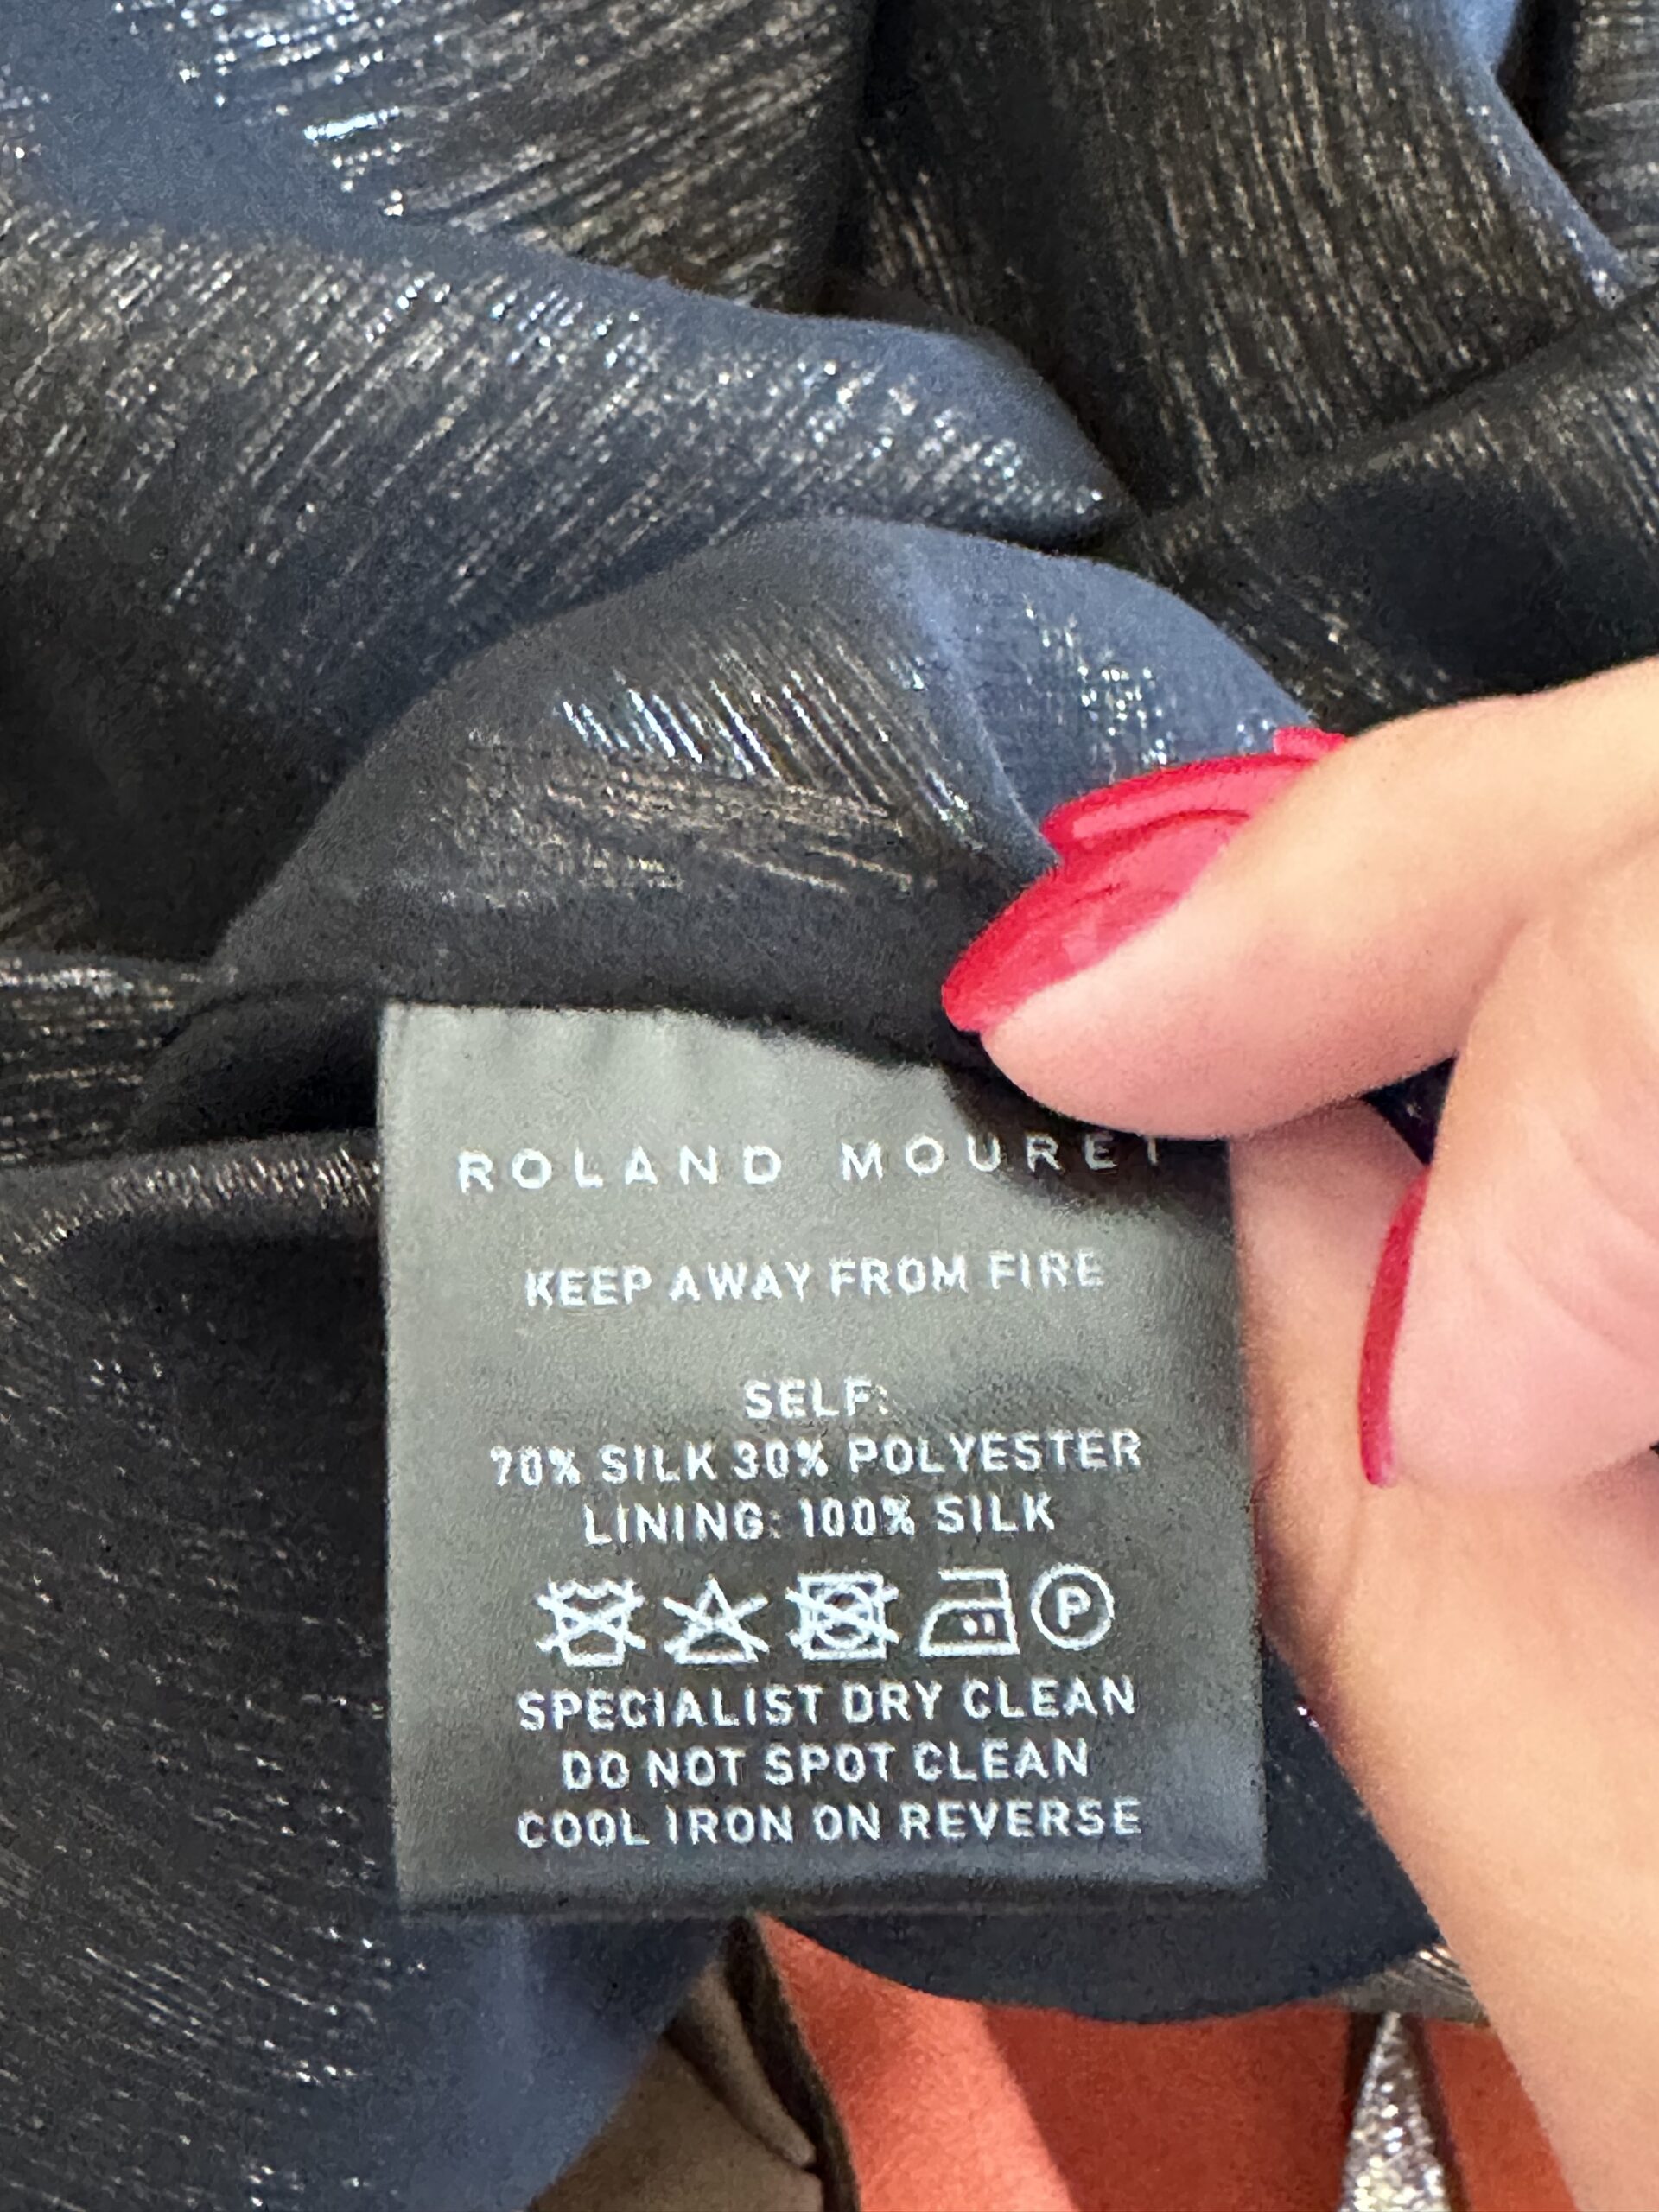 ROLAND MOURET
KEEP AWAY FROM FIRE
SELF:
70% SILK 30% POLYESTER
LINING: 100% SILK
P
SPECIALIST DRY CLEAN
DO NOT SPOT CLEAN
COOL IRON ON REVERSE